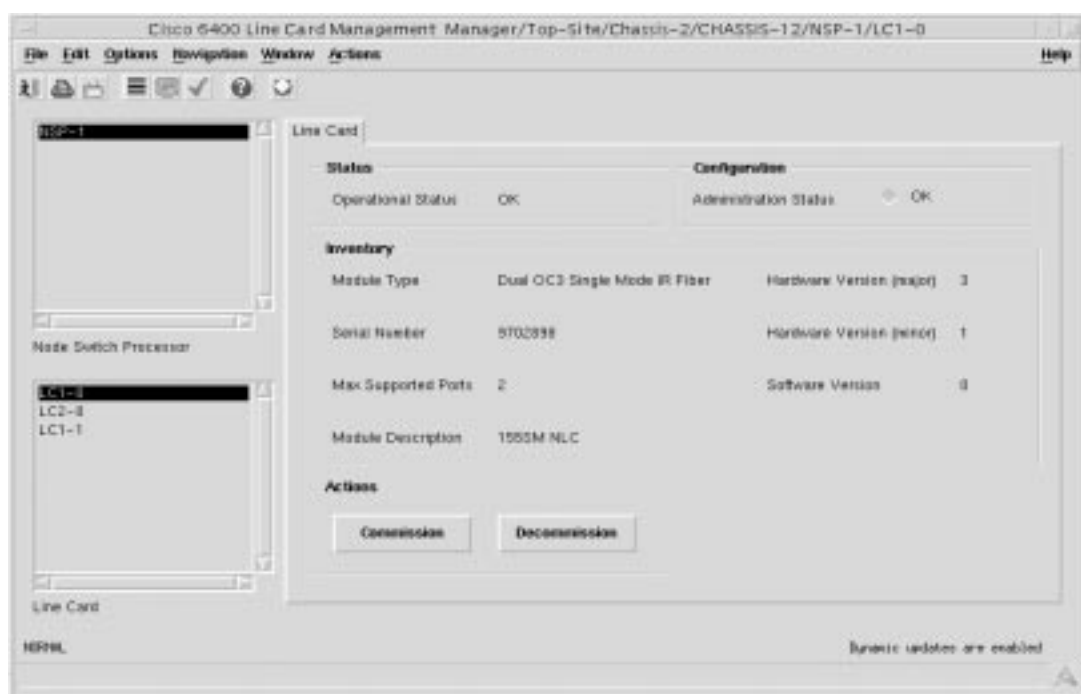 Cisco 6400 Line Card Management Manager/Top-Site/Chassis-2/CHASSIS-12/NSP-1/LC1-0
File Edit Options Navigation Window Actions Help
NSP-1
Node Switch Processor
LC1-0
LC2-0
LC1-1
Line Card
Line Card
Status
Operational Status OK
Configuration
Administration Status OK
Inventory
Module Type Dual OC3 Single Mode IR Fiber Hardware Version (major) 3
Serial Number 9702898 Hardware Version (minor) 1
Max Supported Ports 2 Software Version 0
Module Description 155SM NLC
Actions
Commission Decommission
NORMAL Dynamic updates are enabled